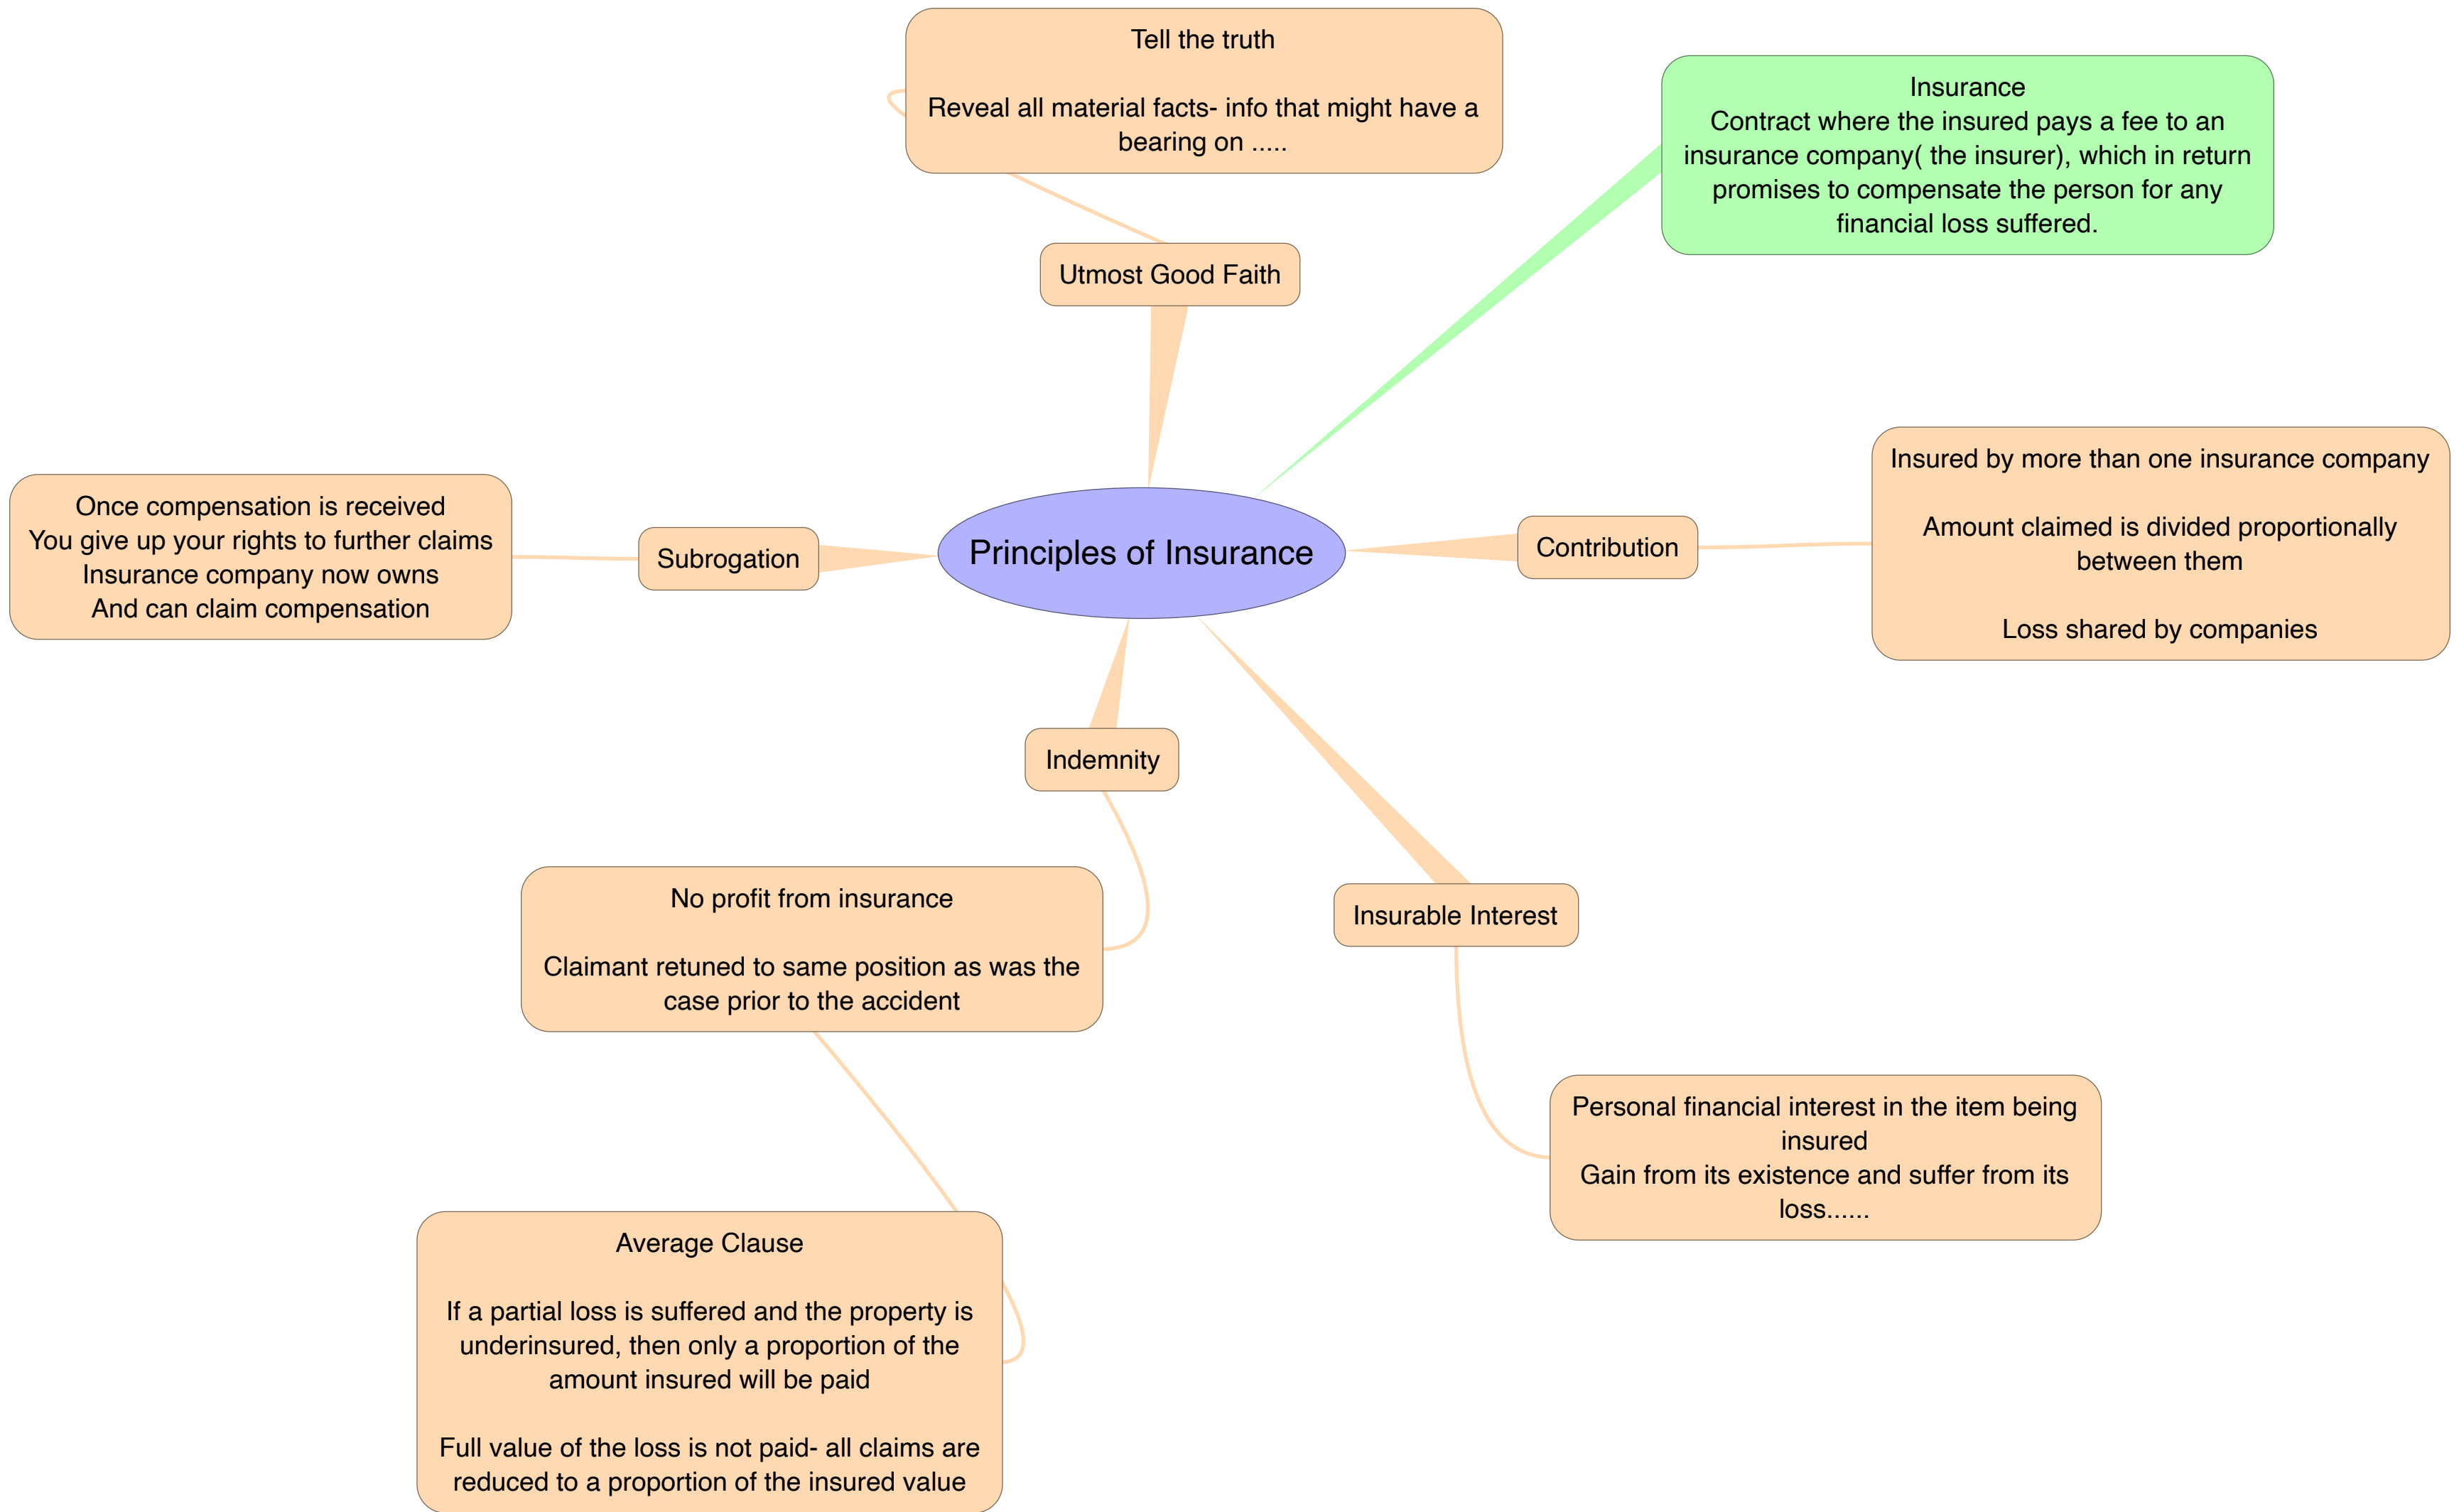 Tell the truth
Reveal all material facts- info that might have a
bearing on .....
Insurance
Contract where the insured pays a fee to an
insurance company( the insurer), which in return
promises to compensate the person for any
financial loss suffered.
Utmost Good Faith
Insured by more than one insurance company
Amount claimed is divided proportionally
between them
Loss shared by companies
Once compensation is received
You give up your rights to further claims
Insurance company now owns
And can claim compensation
Subrogation
Principles of Insurance
Contribution
Indemnity
No profit from insurance
Claimant retuned to same position as was the
case prior to the accident
Insurable Interest
Personal financial interest in the item being
insured
Gain from its existence and suffer from its
loss......
Average Clause
If a partial loss is suffered and the property is
underinsured, then only a proportion of the
amount insured will be paid
Full value of the loss is not paid- all claims are
reduced to a proportion of the insured value